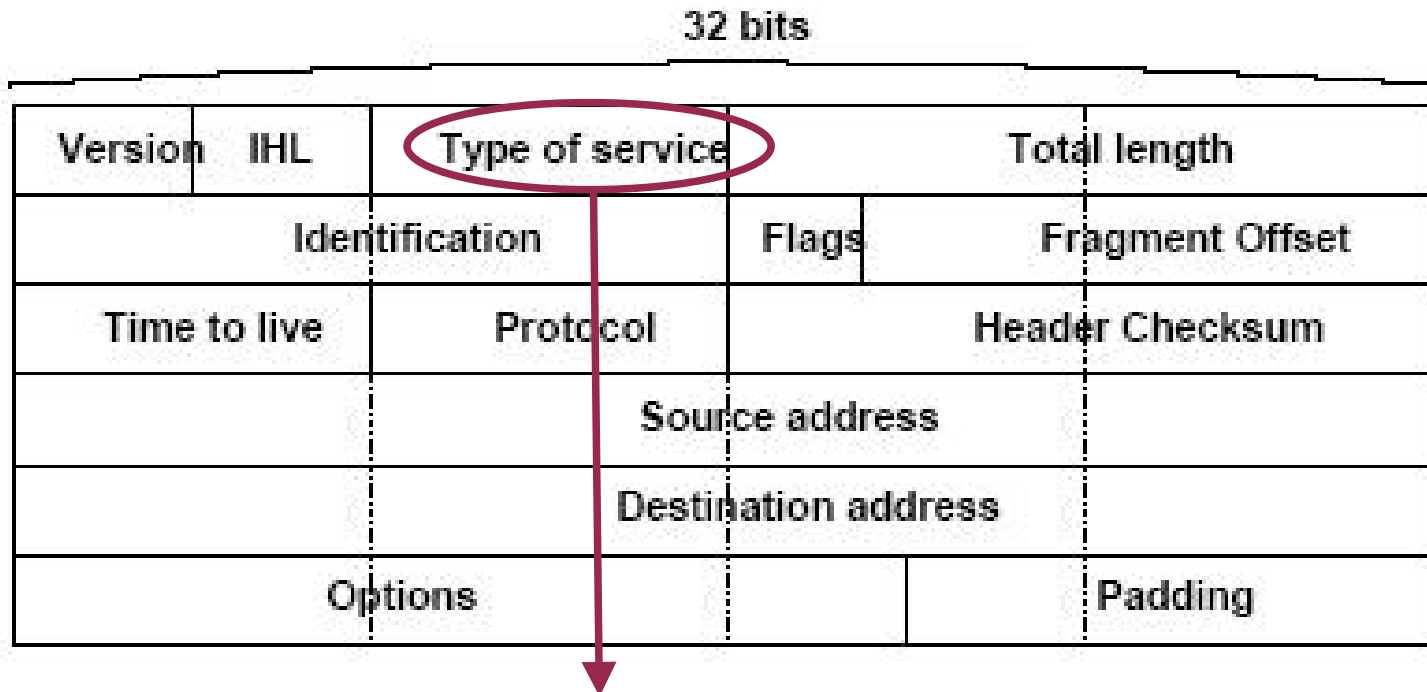 32 bits
Version IHL Type of service Total length
Identification Flags Fragment Offset
Time to live Protocol Header Checksum
Source address
Destination address
Options Padding